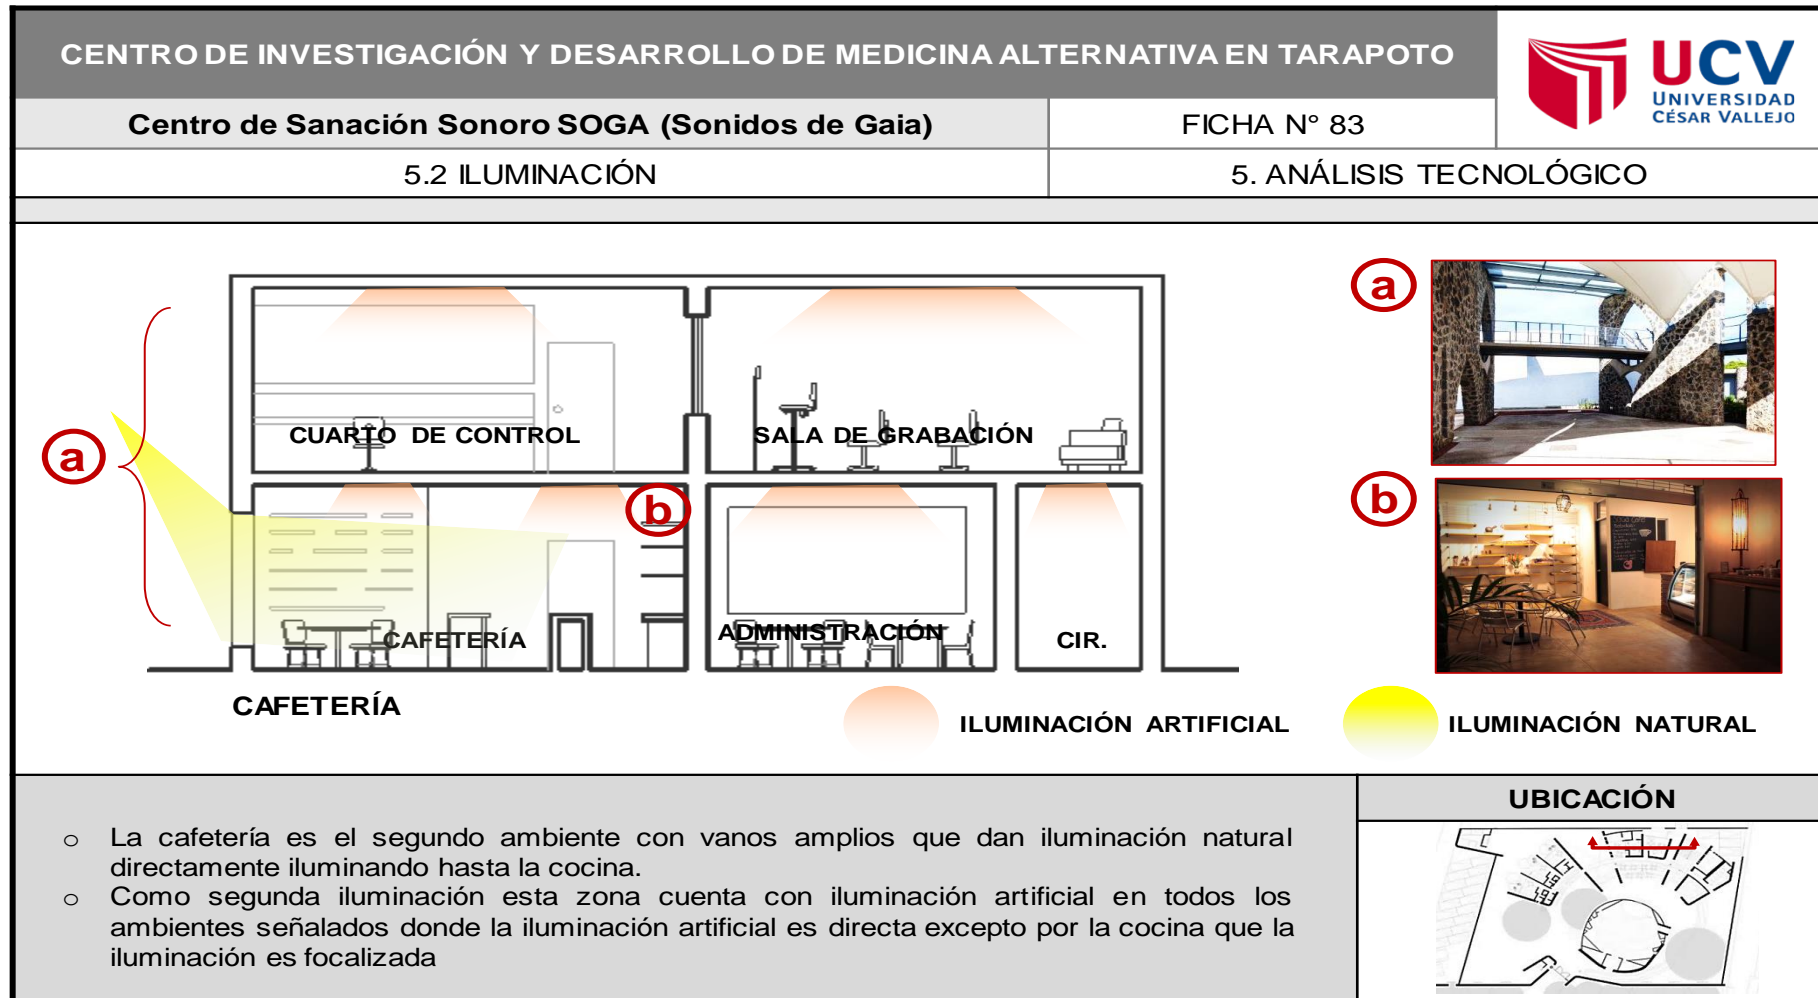 CENTRO DE INVESTIGACIÓN Y DESARROLLO DE MEDICINA ALTERNATIVA EN TARAPOTO
UCV
UNIVERSIDAD
CÉSAR VALLEJO
Centro de Sanación Sonoro SOGA (Sonidos de Gaia)
FICHA N° 83
5.2 ILUMINACIÓN
5. ANÁLISIS TECNOLÓGICO
a
CUARTO DE CONTROL
SALA DE GRABACIÓN
a
b
b
CAFETERÍA
ADMINISTRACIÓN
CIR.
CAFETERÍA
ILUMINACIÓN ARTIFICIAL
ILUMINACIÓN NATURAL
o La cafetería es el segundo ambiente con vanos amplios que dan iluminación natural
directamente iluminando hasta la cocina.
o Como segunda iluminación esta zona cuenta con iluminación artificial en todos los
ambientes señalados donde la iluminación artificial es directa excepto por la cocina que la
iluminación es focalizada
UBICACIÓN